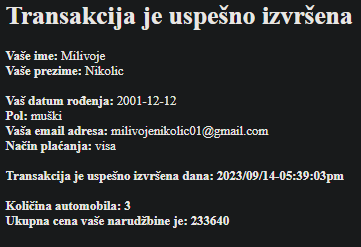 Transakcija je uspešno izvršena
Vaše ime: Milivoje
Vaše prezime: Nikolic
Vaš datum rođenja: 2001-12-12
Pol: muški
Vaša email adresa: milivojenikolic01@gmail.com
Način plaćanja: visa
Transakcija je uspešno izvršena dana: 2023/09/14-05:39:03pm
Količina automobila: 3
Ukupna cena vaše narudžbine je: 233640